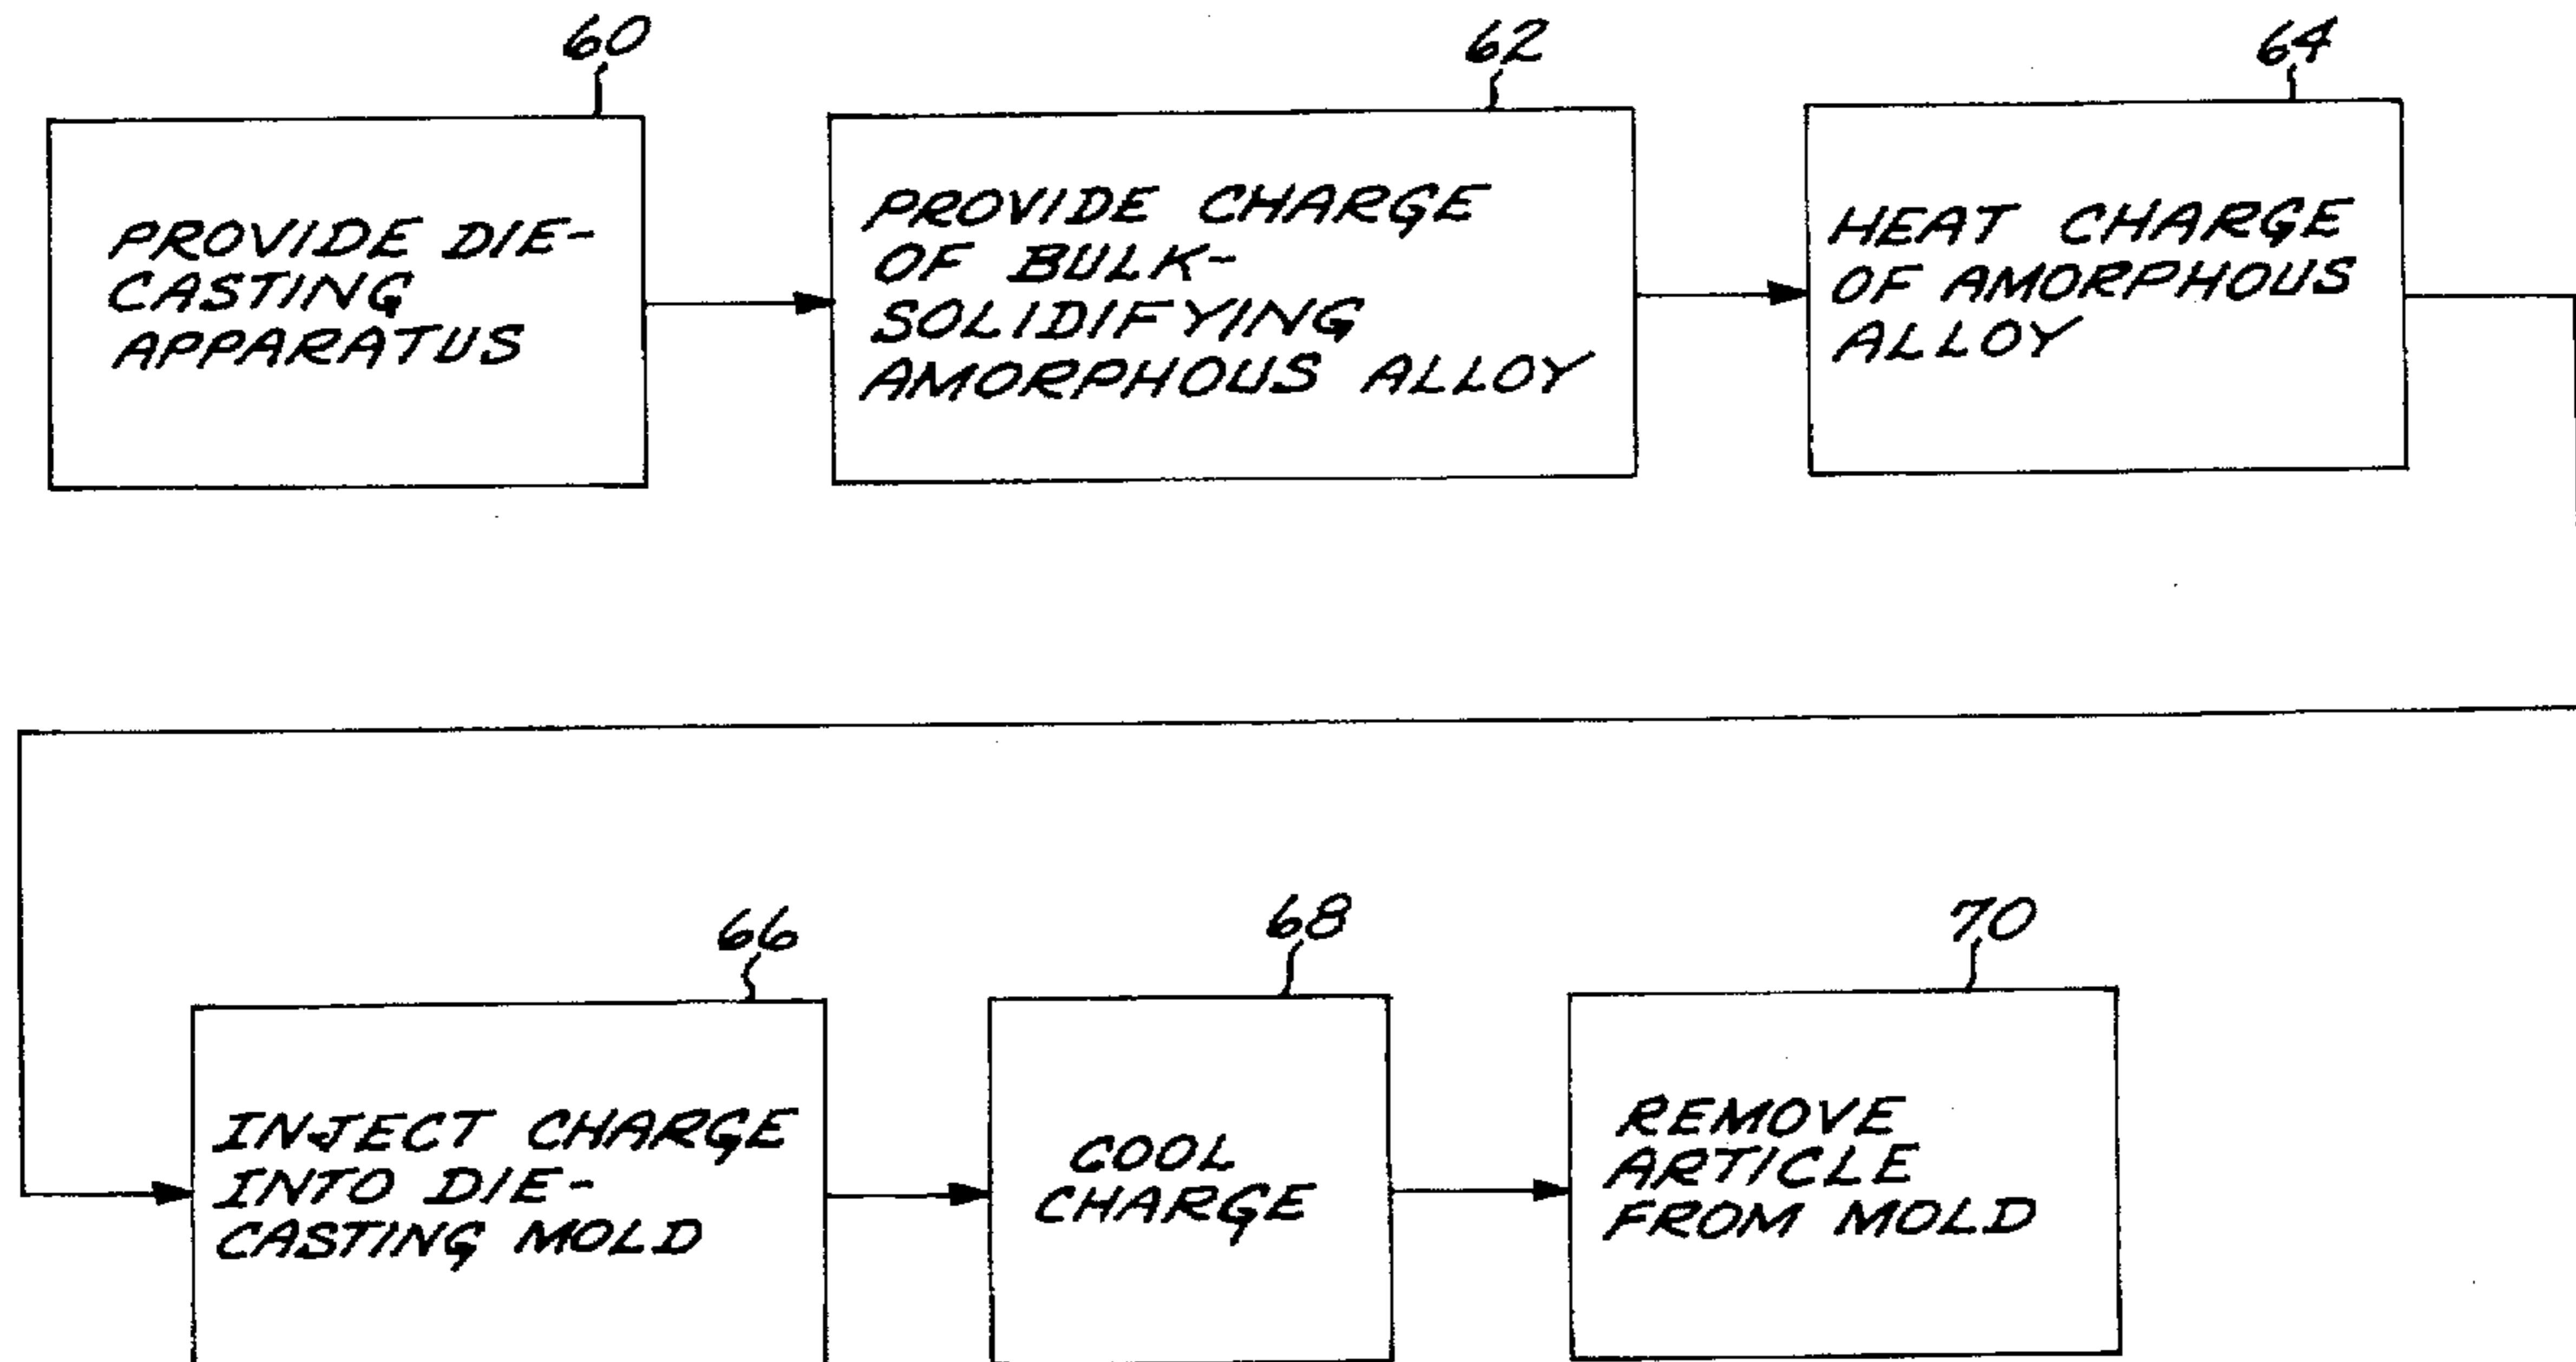 60
PROVIDE DIE-
CASTING
APPARATUS
62
PROVIDE CHARGE
OF BULK-
SOLIDIFYING
AMORPHOUS ALLOY
64
HEAT CHARGE
OF AMORPHOUS
ALLOY
66
INJECT CHARGE
INTO DIE-
CASTING MOLD
68
COOL
CHARGE
70
REMOVE
ARTICLE
FROM MOLD